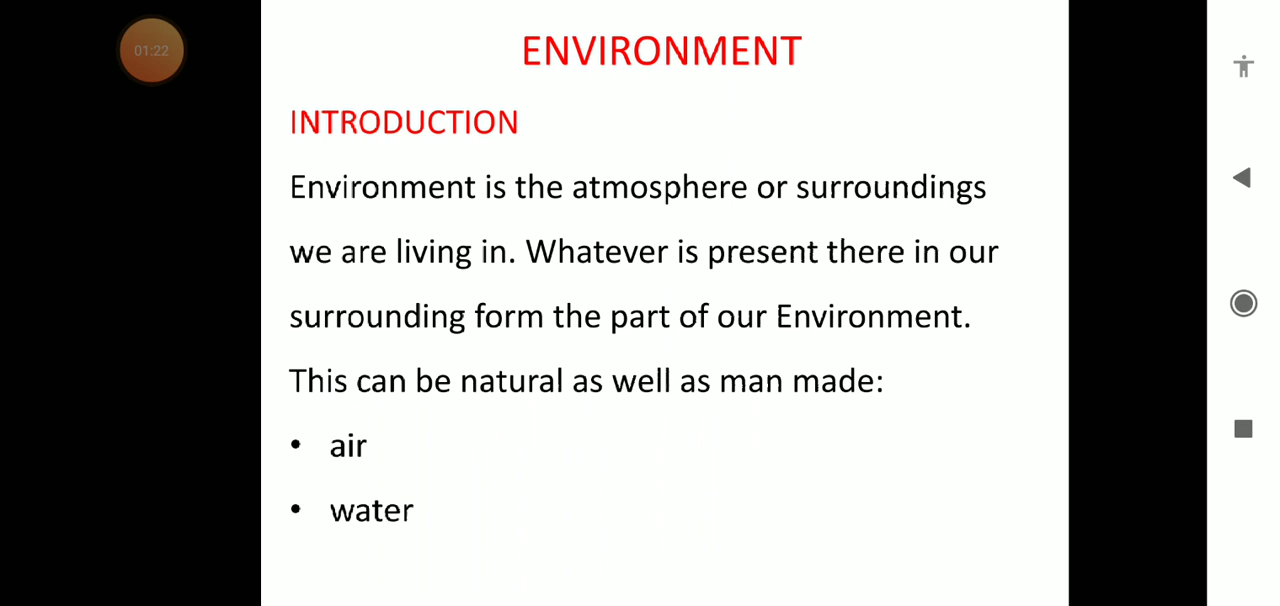 01:22
ENVIRONMENT
INTRODUCTION
Environment is the atmosphere or surroundings
we are living in. Whatever is present there in our
surrounding form the part of our Environment.
This can be natural as well as man made:
• air
• water